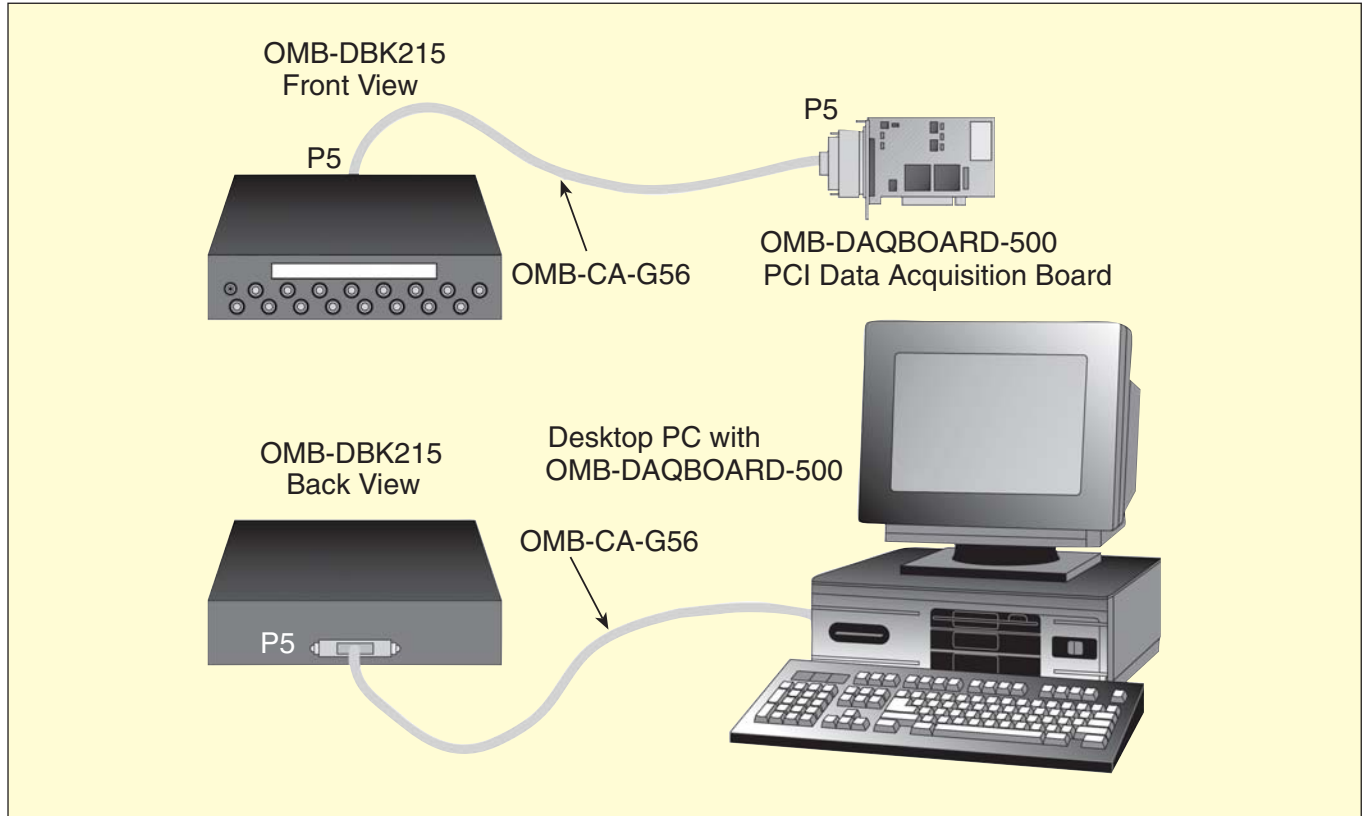 OMB-DBK215
Front View
P5
P5
OMB-CA-G56
OMB-DAQBOARD-500
PCI Data Acquisition Board
OMB-DBK215
Back View
Desktop PC with
OMB-DAQBOARD-500
OMB-CA-G56
P5